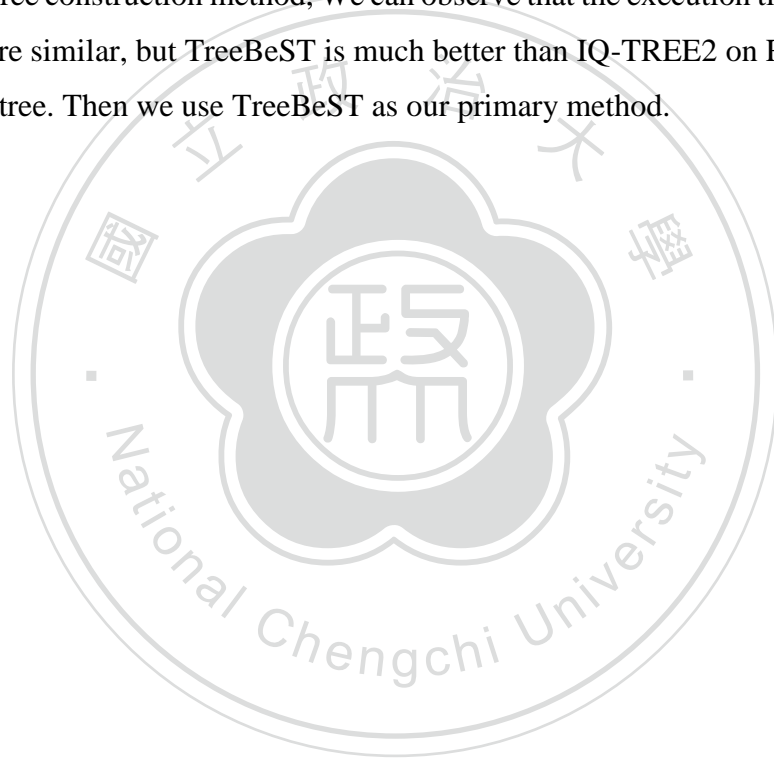 ree construction method, we can observe that the execution t
re similar, but TreeBeST is much better than IQ-TREE2 on
tree. Then we use TreeBeST as our primary method.
國立政治大學
政
National Chengchi University